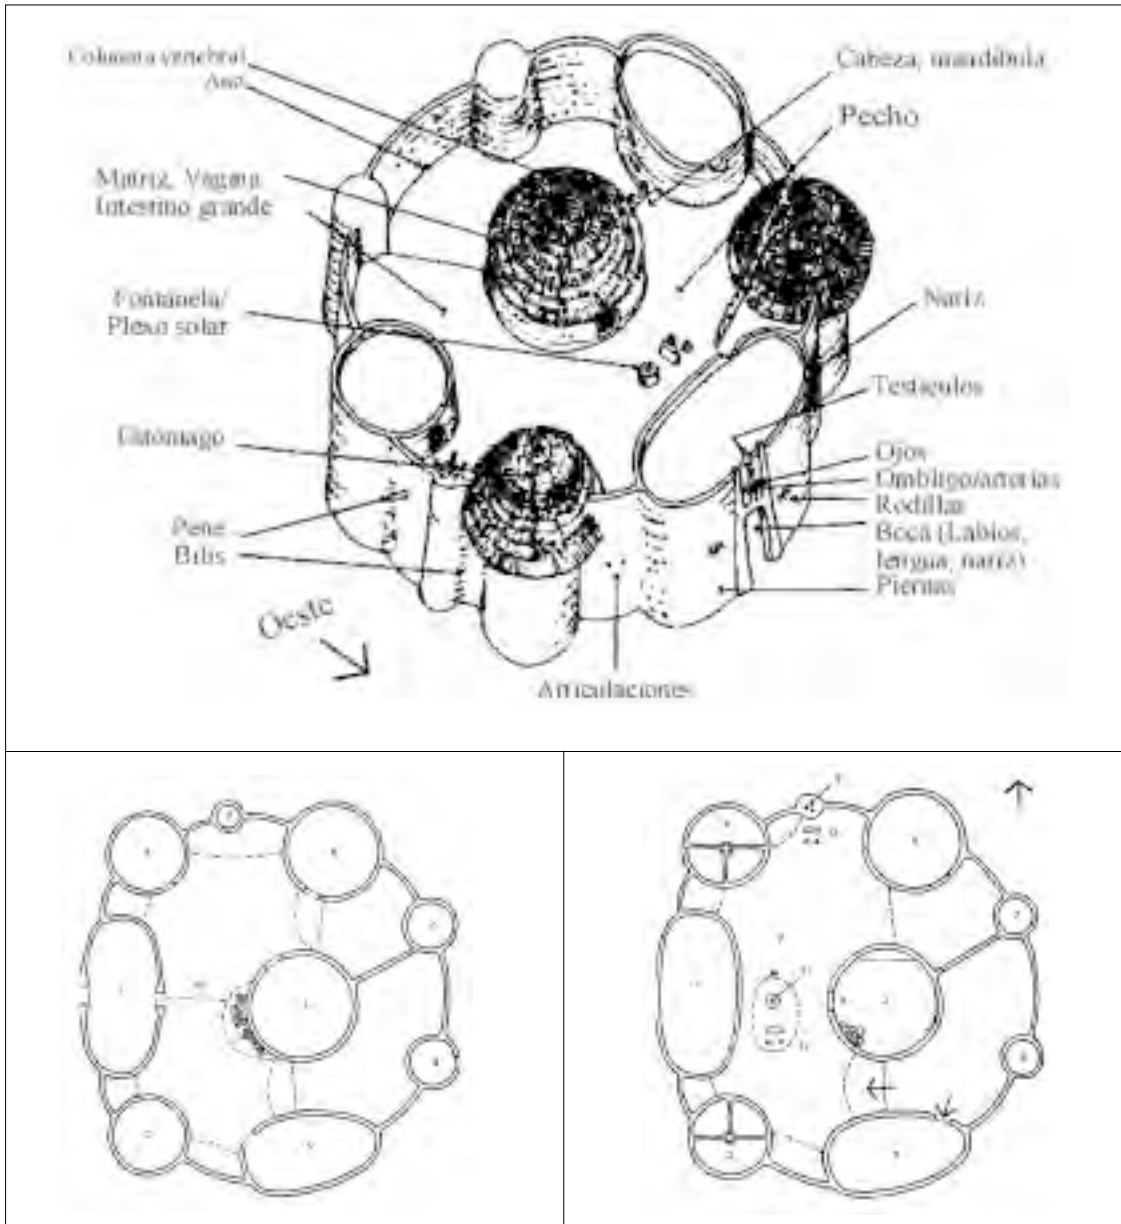 Columna vertebral
Ano
Matriz, Vagina
Intestino grande
Fontanela/
Plexo solar
Estómago
Pene
Bilis
Oeste
Cabeza, mandíbula
Pecho
Nariz
Testículos
Ojos
Ombligo/arterias
Rodillas
Boca (Labios,
lengua, nariz)
Piernas
Articulaciones